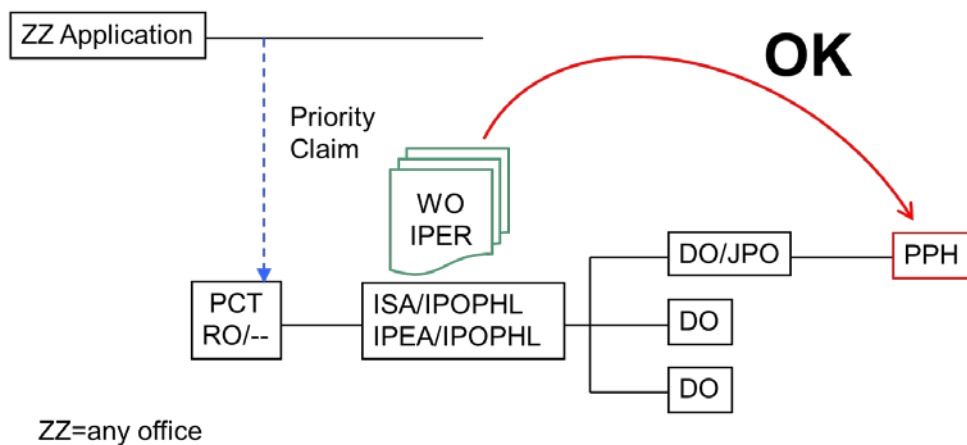 ZZ Application
OK
Priority
Claim
WO
IPER
DO/JPO
PPH
PCT
RO/--
ISA/IPOPHL
IPEA/IPOPHL
DO
DO
ZZ=any office